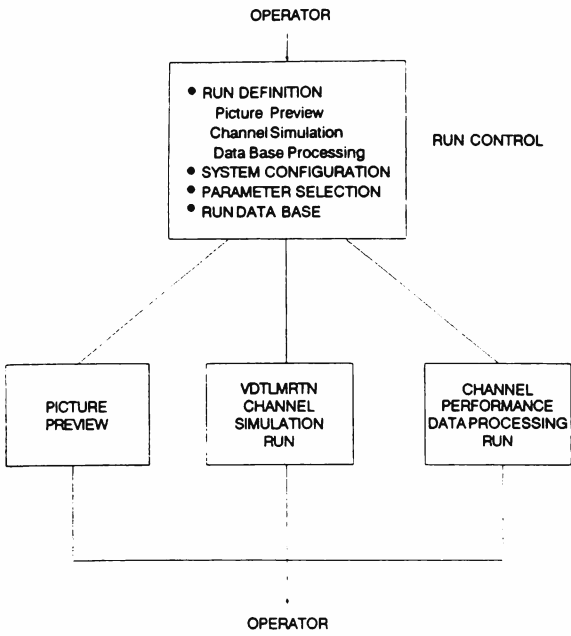 OPERATOR
● RUN DEFINITION
Picture Preview
Channel Simulation
Data Base Processing
● SYSTEM CONFIGURATION
● PARAMETER SELECTION
● RUN DATA BASE
RUN CONTROL
PICTURE
PREVIEW
VDTLMRTN
CHANNEL
SIMULATION
RUN
CHANNEL
PERFORMANCE
DATA PROCESSING
RUN
OPERATOR